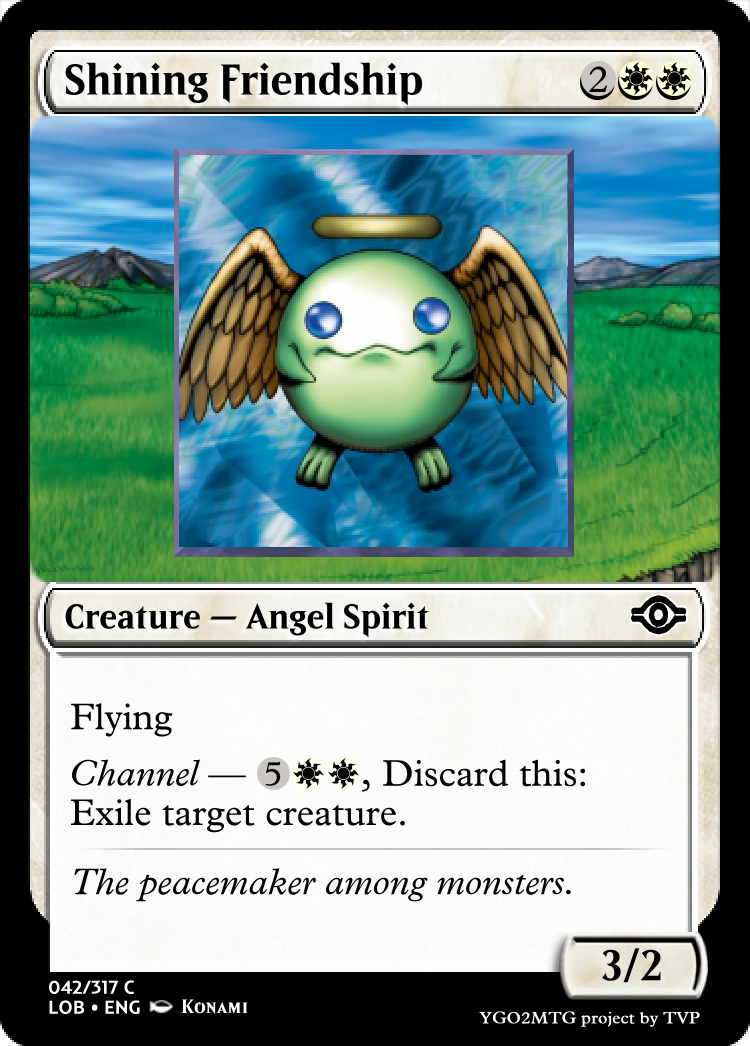 Shining Friendship 2
Creature — Angel Spirit
Flying
Channel — 5, Discard this:
Exile target creature.
The peacemaker among monsters.
3/2
042/317 C
LOB • ENG KONAMI
YGO2MTG project by TVP